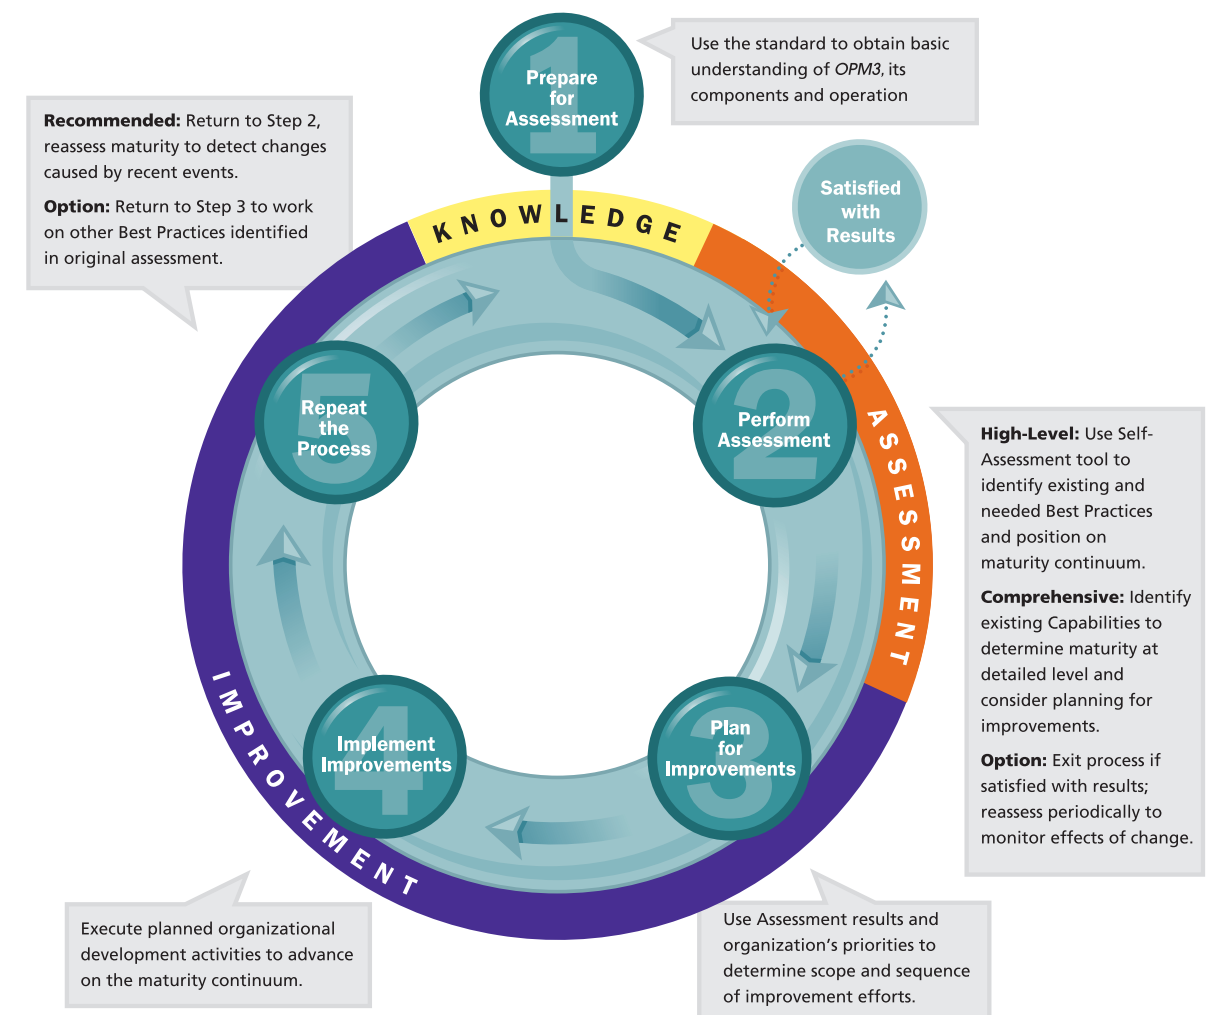 1
Prepare
for
Assessment
Use the standard to obtain basic
understanding of OPM3, its
components and operation
Recommended: Return to Step 2,
reassess maturity to detect changes
caused by recent events.
Option: Return to Step 3 to work
on other Best Practices identified
in original assessment.
Satisfied
with
Results
KNOWLEDGE
ASSESSMENT
IMPROVEMENT
2
Perform
Assessment
High-Level: Use Self-
Assessment tool to
identify existing and
needed Best Practices
and position on
maturity continuum.
Comprehensive: Identify
existing Capabilities to
determine maturity at
detailed level and
consider planning for
improvements.
Option: Exit process if
satisfied with results;
reassess periodically to
monitor effects of change.
3
Plan
for
Improvements
Use Assessment results and
organization’s priorities to
determine scope and sequence
of improvement efforts.
4
Implement
Improvements
Execute planned organizational
development activities to advance
on the maturity continuum.
5
Repeat
the
Process